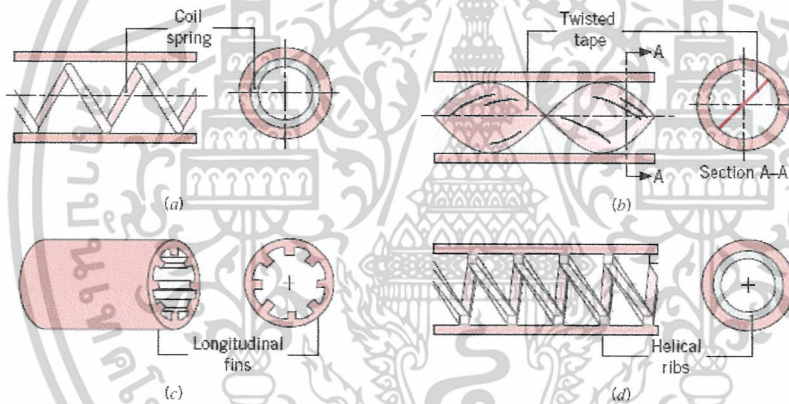 Coil
spring
(a)
Twisted
tape
A
A
Section A–A
(b)
Longitudinal
fins
(c)
Helical
ribs
(d)